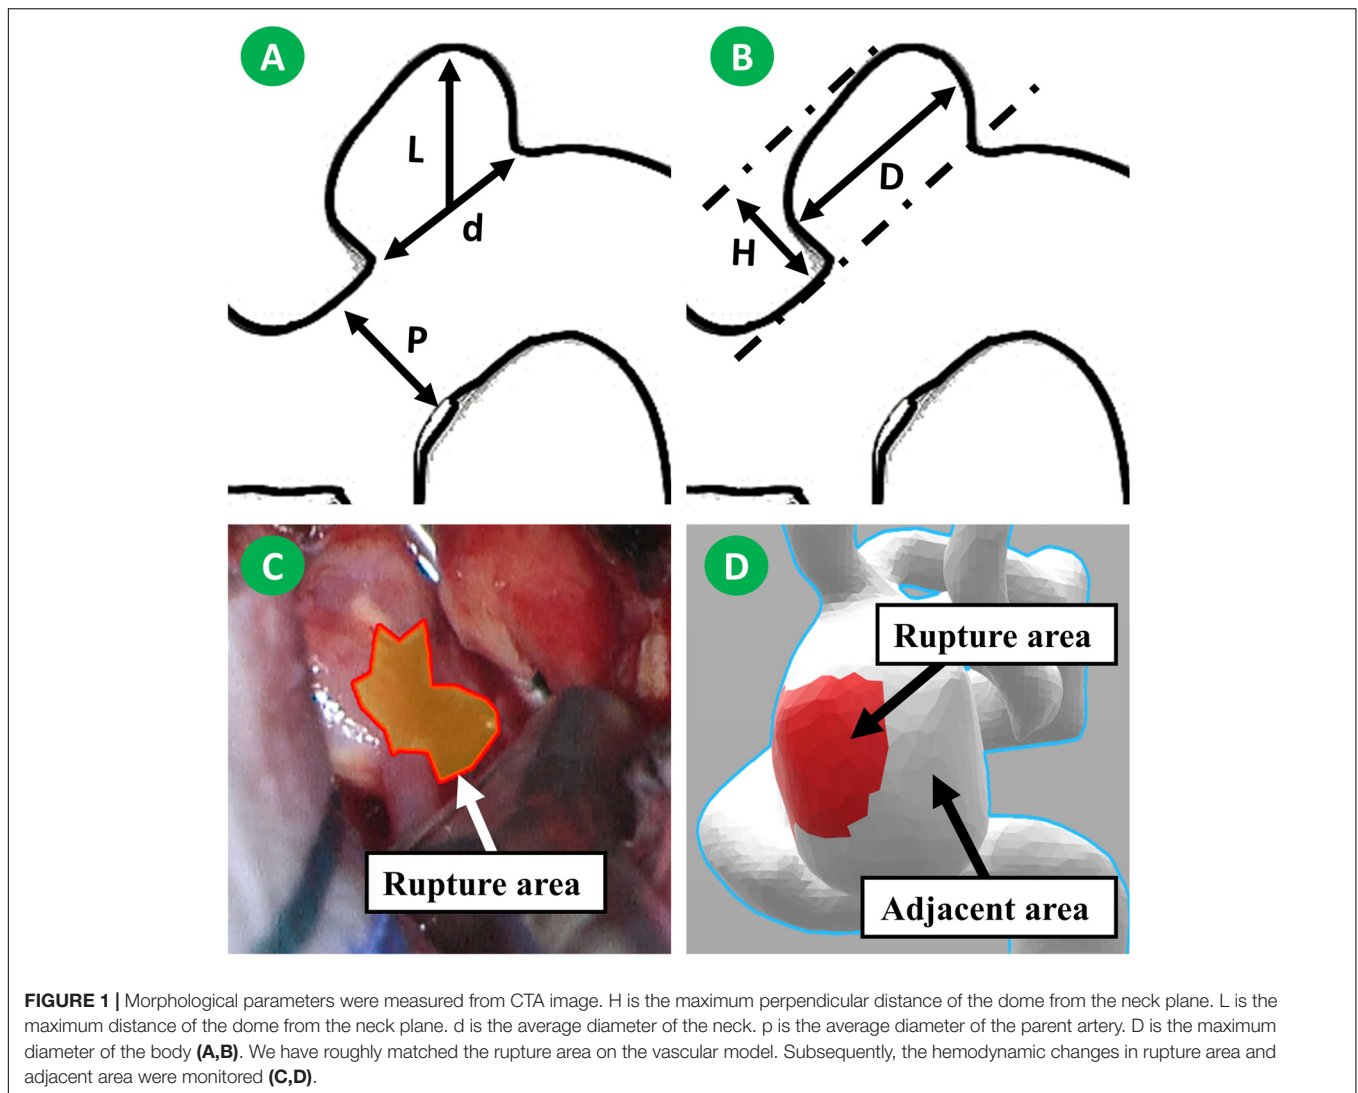 A
L
d
P
B
D
H
C
Rupture area
D
Rupture area
Adjacent area
FIGURE 1 | Morphological parameters were measured from CTA image. H is the maximum perpendicular distance of the dome from the neck plane. L is the
maximum distance of the dome from the neck plane. d is the average diameter of the neck. p is the average diameter of the parent artery. D is the maximum
diameter of the body (A,B). We have roughly matched the rupture area on the vascular model. Subsequently, the hemodynamic changes in rupture area and
adjacent area were monitored (C,D).